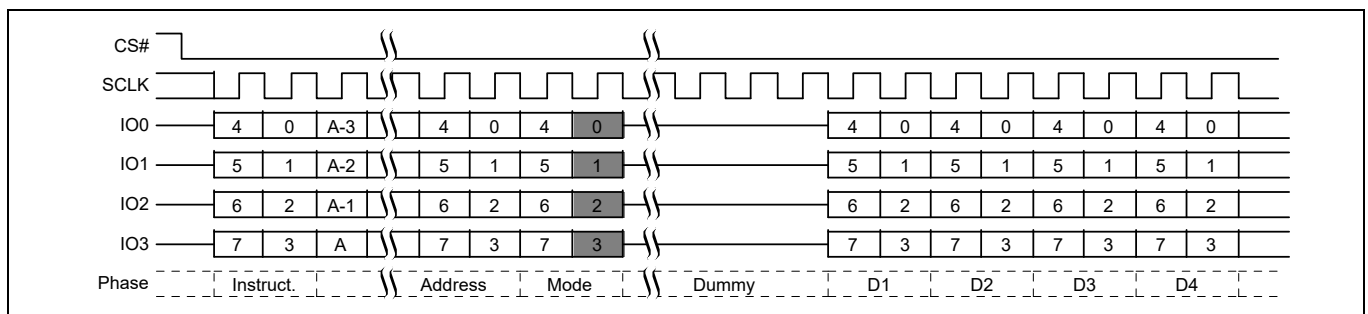 CS#
SCLK
IO0 4 0 A-3 4 0 4 0 4 0 4 0 4 0 4 0
IO1 5 1 A-2 5 1 5 1 5 1 5 1 5 1 5 1
IO2 6 2 A-1 6 2 6 2 6 2 6 2 6 2 6 2
IO3 7 3 A 7 3 7 3 7 3 7 3 7 3 7 3
Phase Instruct. Address Mode Dummy D1 D2 D3 D4